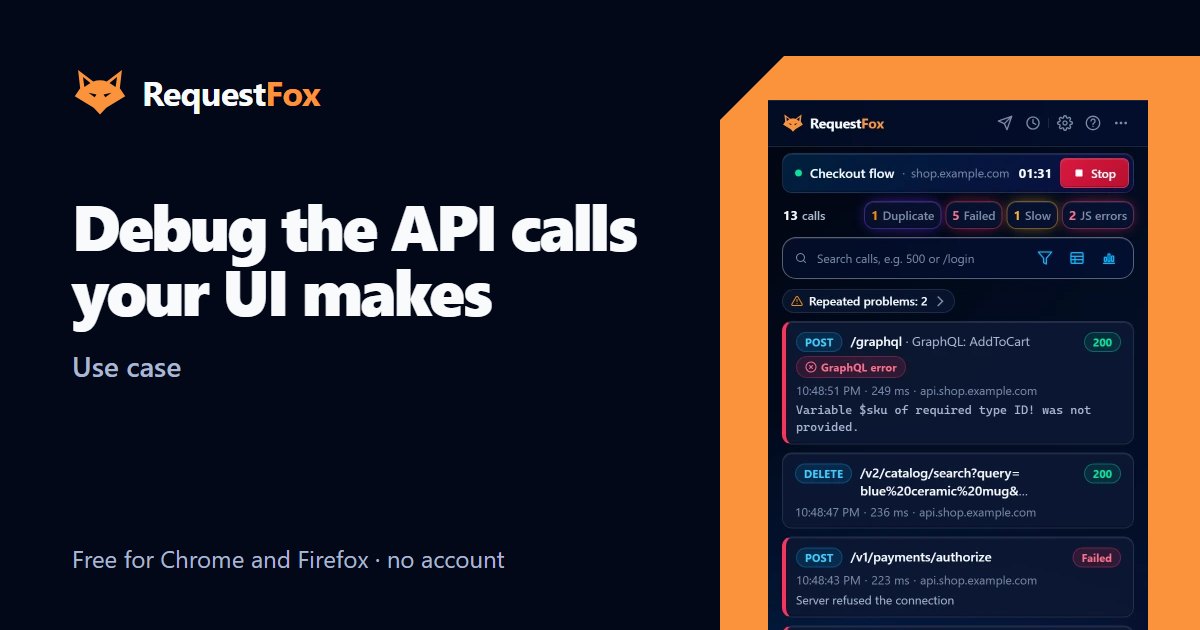 RequestFox
Debug the API calls
your UI makes
Use case
Free for Chrome and Firefox · no account
RequestFox
Checkout flow · shop.example.com 01:31 Stop
13 calls 1 Duplicate 5 Failed 1 Slow 2 JS errors
Search calls, e.g. 500 or /login
Repeated problems: 2
POST /graphql · GraphQL: AddToCart 200
GraphQL error
10:48:51 PM · 249 ms · api.shop.example.com
Variable $sku of required type ID! was not
provided.
DELETE /v2/catalog/search?query= 200
blue%20ceramic%20mug&...
10:48:47 PM · 236 ms · api.shop.example.com
POST /v1/payments/authorize Failed
10:48:43 PM · 223 ms · api.shop.example.com
Server refused the connection